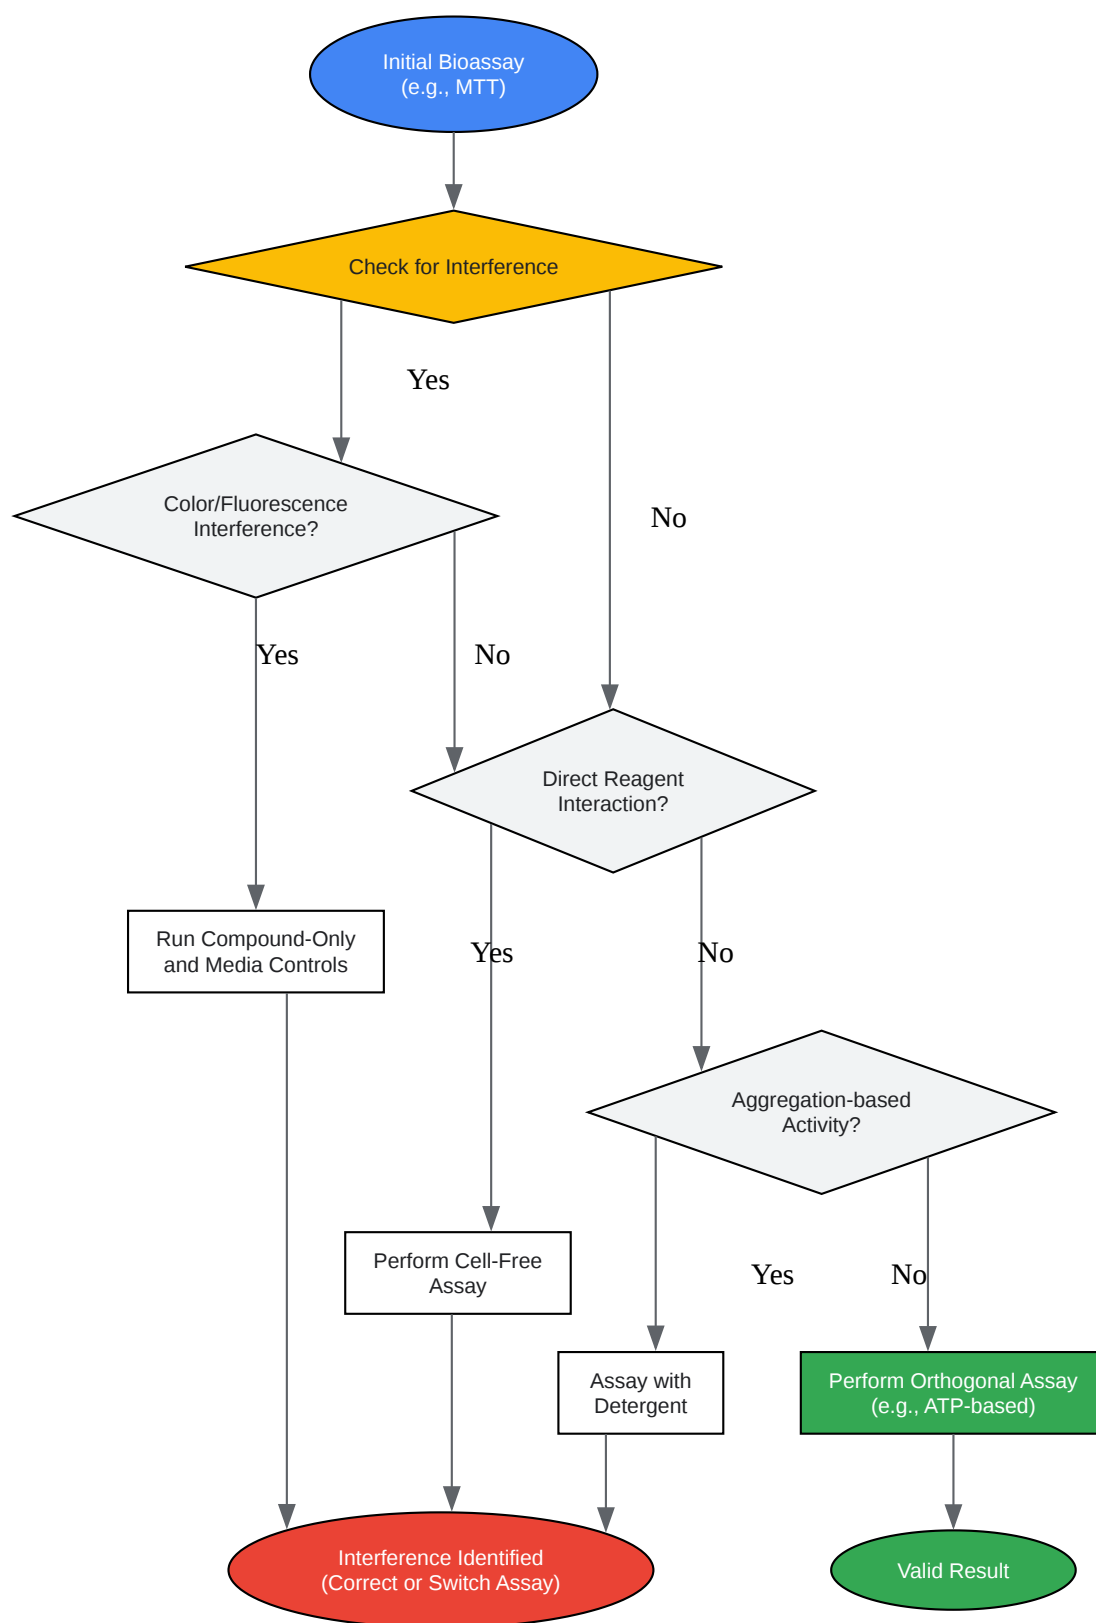 Initial Bioassay
(e.g., MTT)
Check for Interference
Yes
Color/Fluorescence
Interference?
No
Yes
No
Direct Reagent
Interaction?
Run Compound-Only
and Media Controls
Yes
No
Aggregation-based
Activity?
Perform Cell-Free
Assay
Yes
No
Assay with
Detergent
Perform Orthogonal Assay
(e.g., ATP-based)
Interference Identified
(Correct or Switch Assay)
Valid Result